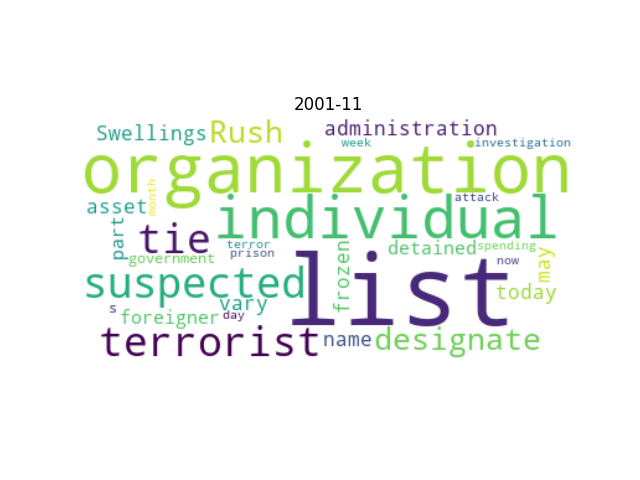 2001-11
Swellings Rush administration
week investigation
organization
month attack
asset individual
part tie terror detained spending
government prison now
suspected frozen list may
vary today
s foreigner day
terrorist name designate